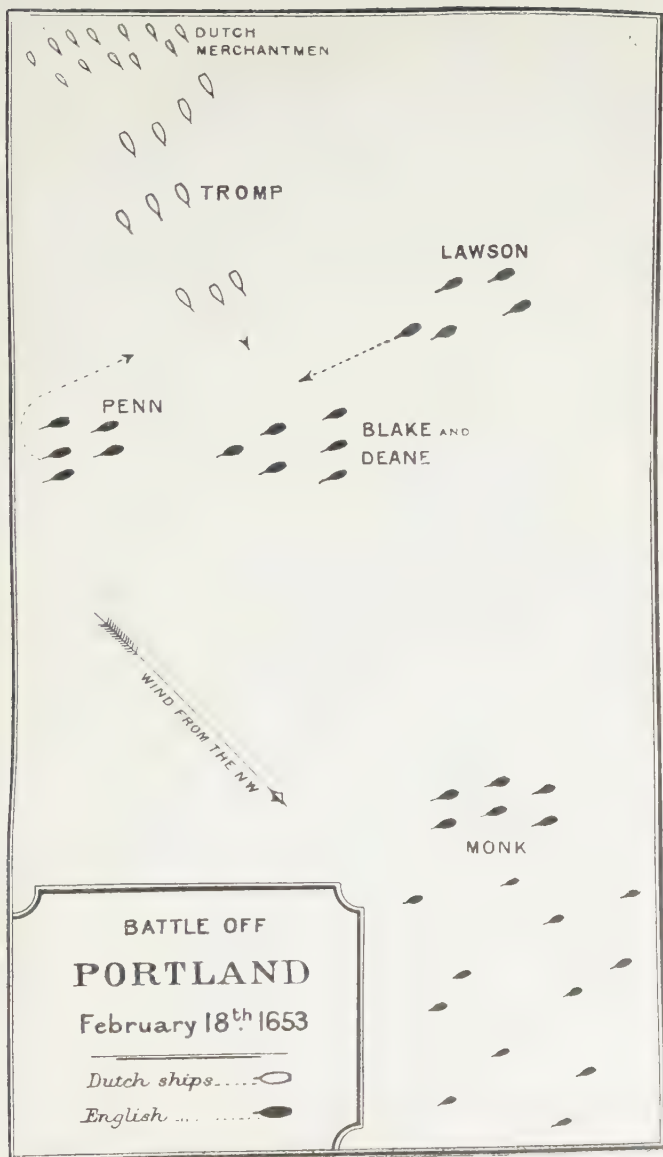 DUTCH
MERCHANTMEN
TROMP
LAWSON
PENN
BLAKE AND
DEANE
WIND FROM THE NW
MONK
BATTLE OFF
PORTLAND
February 18th. 1653
Dutch ships.....
English ... ......